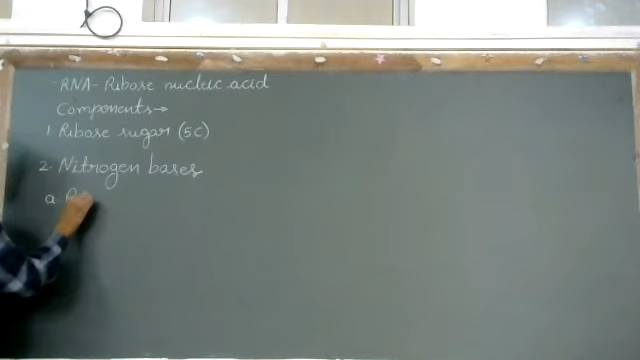 -RNA- Ribose nucleic acid
Components→
1 Ribose sugar (5C)
2. Nitrogen bases
a